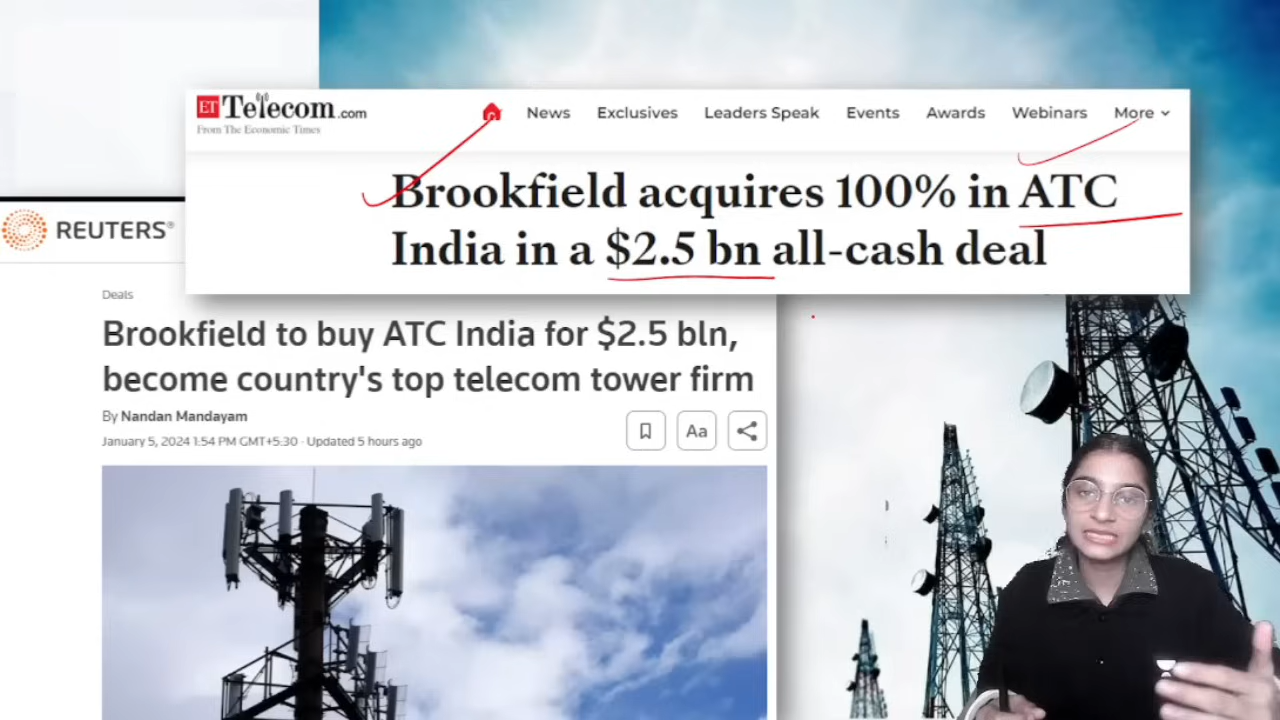 ET Telecom.com
From The Economic Times
News Exclusives Leaders Speak Events Awards Webinars More
Brookfield acquires 100% in ATC
India in a $2.5 bn all-cash deal
REUTERS®
Deals
Brookfield to buy ATC India for $2.5 bln,
become country's top telecom tower firm
By Nandan Mandayam
January 5, 2024 1:54 PM GMT+5:30 · Updated 5 hours ago
Aa